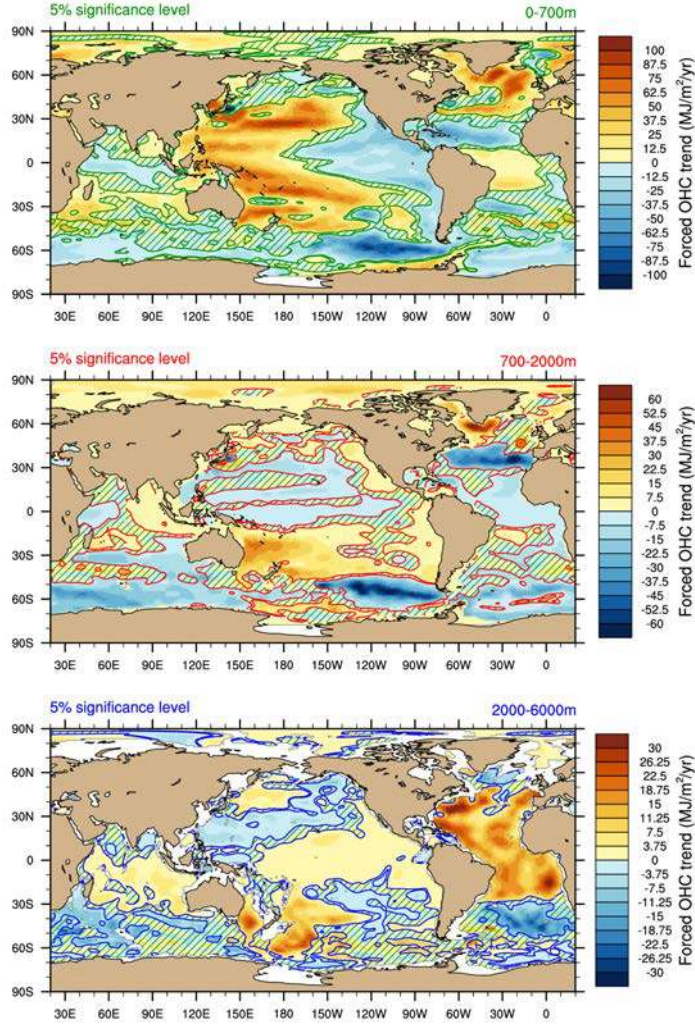 5% significance level 0-700m
90N
60N
30N
0
30S
60S
90S
30E 60E 90E 120E 150E 180 150W 120W 90W 60W 30W 0
100
87.5
75
62.5
50
37.5
25
12.5
0
-12.5
-25
-37.5
-50
-62.5
-75
-87.5
-100
Forced OHC trend (MJ/m²/yr)
5% significance level 700-2000m
90N
60N
30N
0
30S
60S
90S
30E 60E 90E 120E 150E 180 150W 120W 90W 60W 30W 0
60
52.5
45
37.5
30
22.5
15
7.5
0
-7.5
-15
-22.5
-30
-37.5
-45
-52.5
-60
Forced OHC trend (MJ/m²/yr)
5% significance level 2000-6000m
90N
60N
30N
0
30S
60S
90S
30E 60E 90E 120E 150E 180 150W 120W 90W 60W 30W 0
30
26.25
22.5
18.75
15
11.25
7.5
3.75
0
-3.75
-7.5
-11.25
-15
-18.75
-22.5
-26.25
-30
Forced OHC trend (MJ/m²/yr)